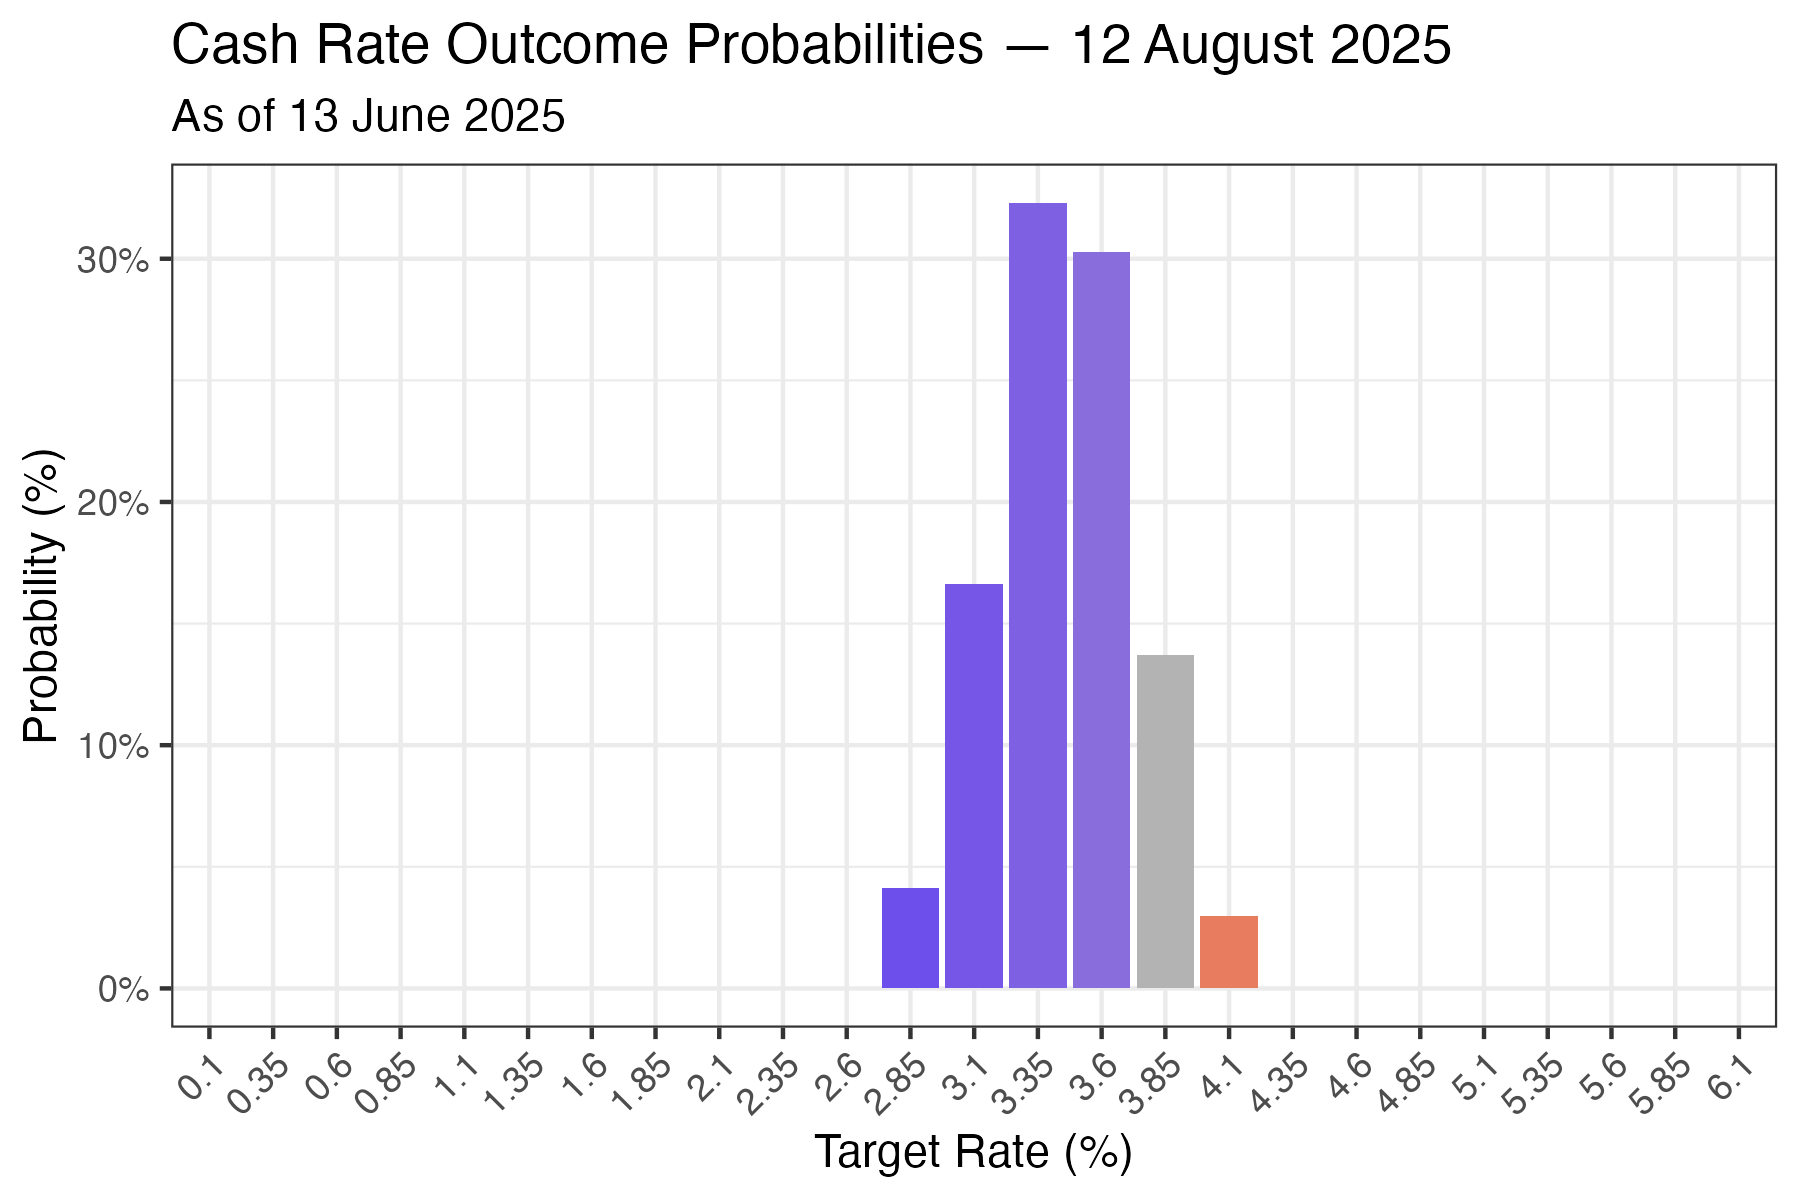 Cash Rate Outcome Probabilities — 12 August 2025
As of 13 June 2025
Probability (%)
30%
20%
10%
0%
0.1 0.35 0.6 0.85 1.1 1.35 1.6 1.85 2.1 2.35 2.6 2.85 3.1 3.35 3.6 3.85 4.1 4.35 4.6 4.85 5.1 5.35 5.6 5.85 6.1
Target Rate (%)